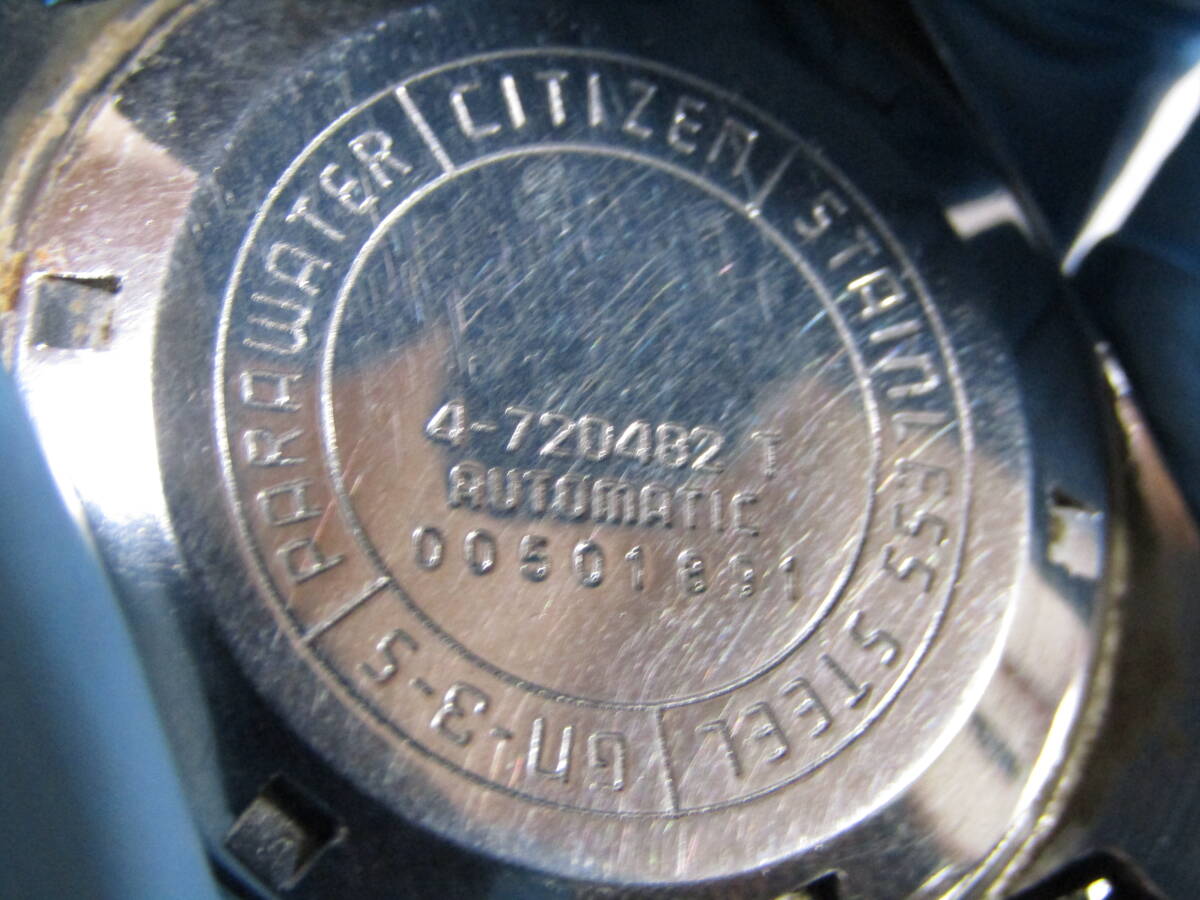 CITIZEN
STAINLESS STEEL
GN-3-S
PARAWATER
4-720482 T
AUTOMATIC
00501891